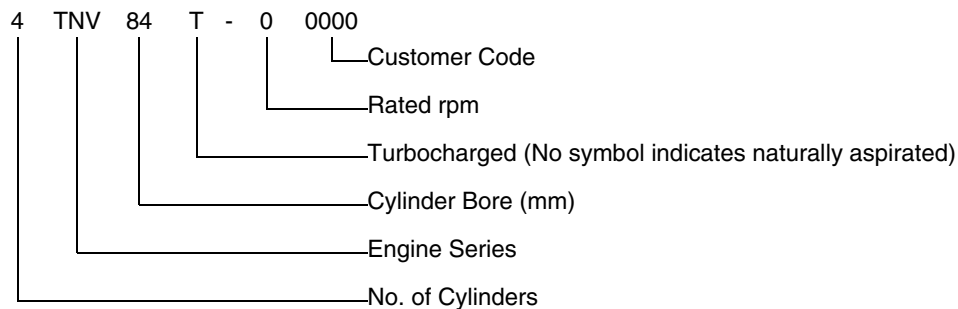 4 TNV 84 T - 0 0000
Customer Code
Rated rpm
Turbocharged (No symbol indicates naturally aspirated)
Cylinder Bore (mm)
Engine Series
No. of Cylinders